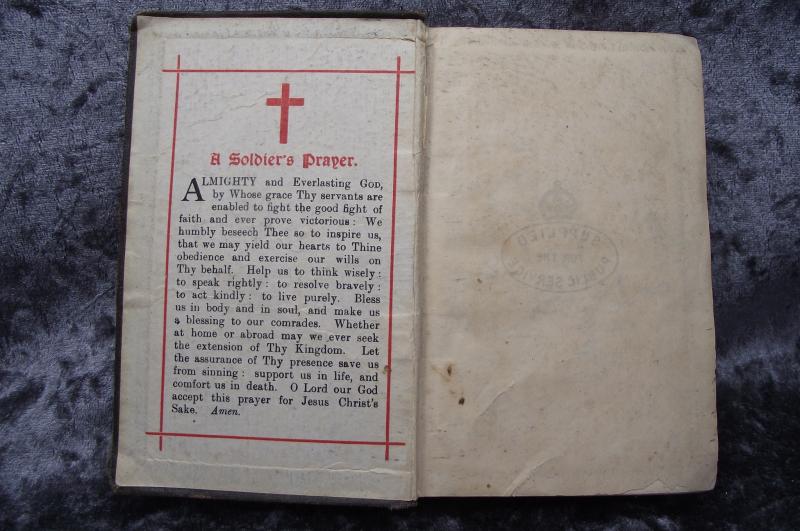 A Soldier's Prayer.
ALMIGHTY and Everlasting GOD,
by Whose grace Thy servants are
enabled to fight the good fight of
faith and ever prove victorious: We
humbly beseech Thee so to inspire us,
that we may yield our hearts to Thine
obedience and exercise our wills on
Thy behalf. Help us to think wisely:
to speak rightly: to resolve bravely:
to act kindly: to live purely. Bless
us in body and in soul, and make us
a blessing to our comrades. Whether
at home or abroad may we ever seek
the extension of Thy Kingdom. Let
the assurance of Thy presence save us
from sinning: support us in life, and
comfort us in death. O Lord our God
accept this prayer for Jesus Christ's
Sake. Amen.
SUPPLIED
FOR THE
PUBLIC SERVICE